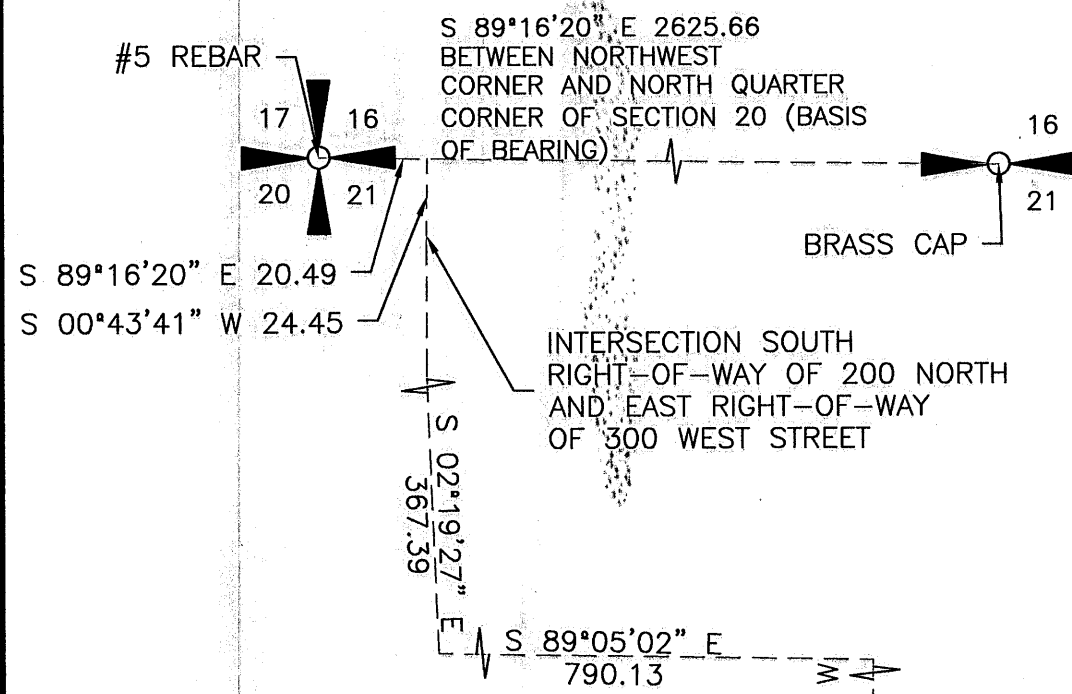 S 89°16'20" E 2625.66
BETWEEN NORTHWEST
CORNER AND NORTH QUARTER
CORNER OF SECTION 20 (BASIS
OF BEARING)
#5 REBAR
17 16
20 21
16
21
BRASS CAP
S 89°16'20" E 20.49
S 00°43'41" W 24.45
INTERSECTION SOUTH
RIGHT-OF-WAY OF 200 NORTH
AND EAST RIGHT-OF-WAY
OF 300 WEST STREET
S 02°19'27" E
367.39
S 89°05'02" E
790.13
W